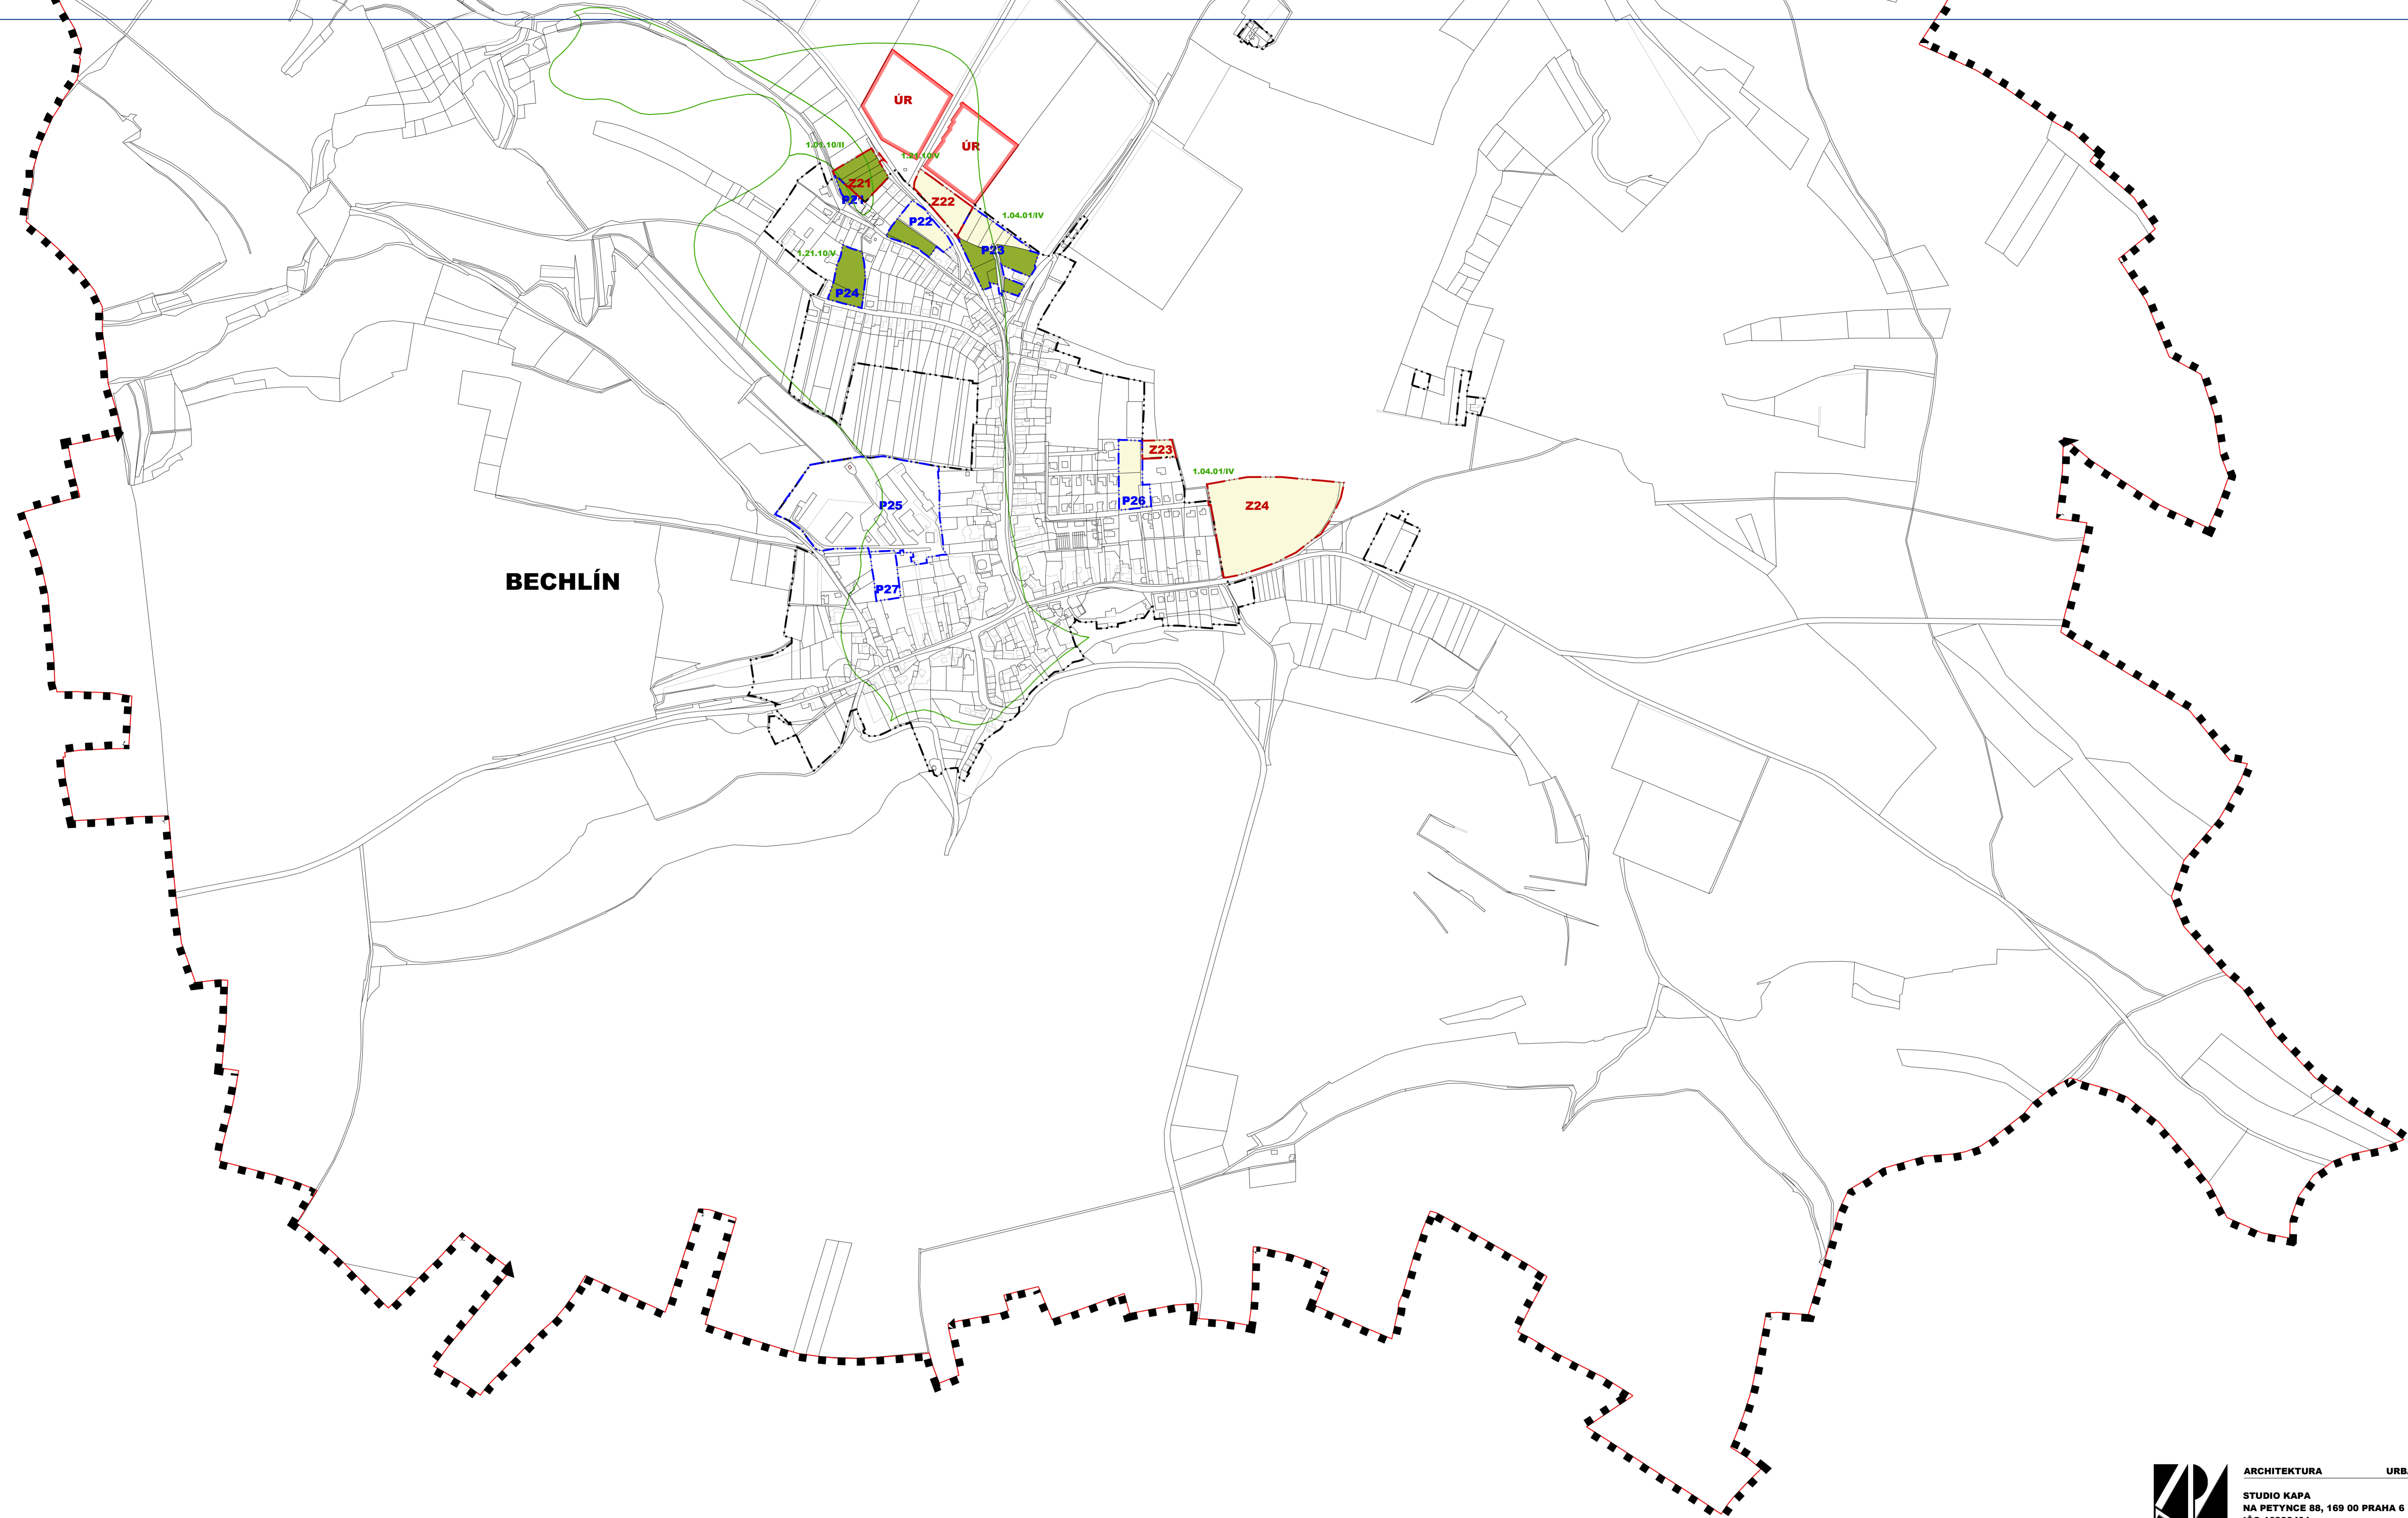 ÚR
ÚR
1.01.10/II
1.21.10/V
Z21
P21
Z22
P22
1.04.01/IV
P23
1.21.10/V
P24
Z23
1.04.01/IV
P25
P26
Z24
BECHLÍN
P27
ARCHITEKTURA
STUDIO KAPA
NA PETYNCE 88, 169 00 PRAHA 6